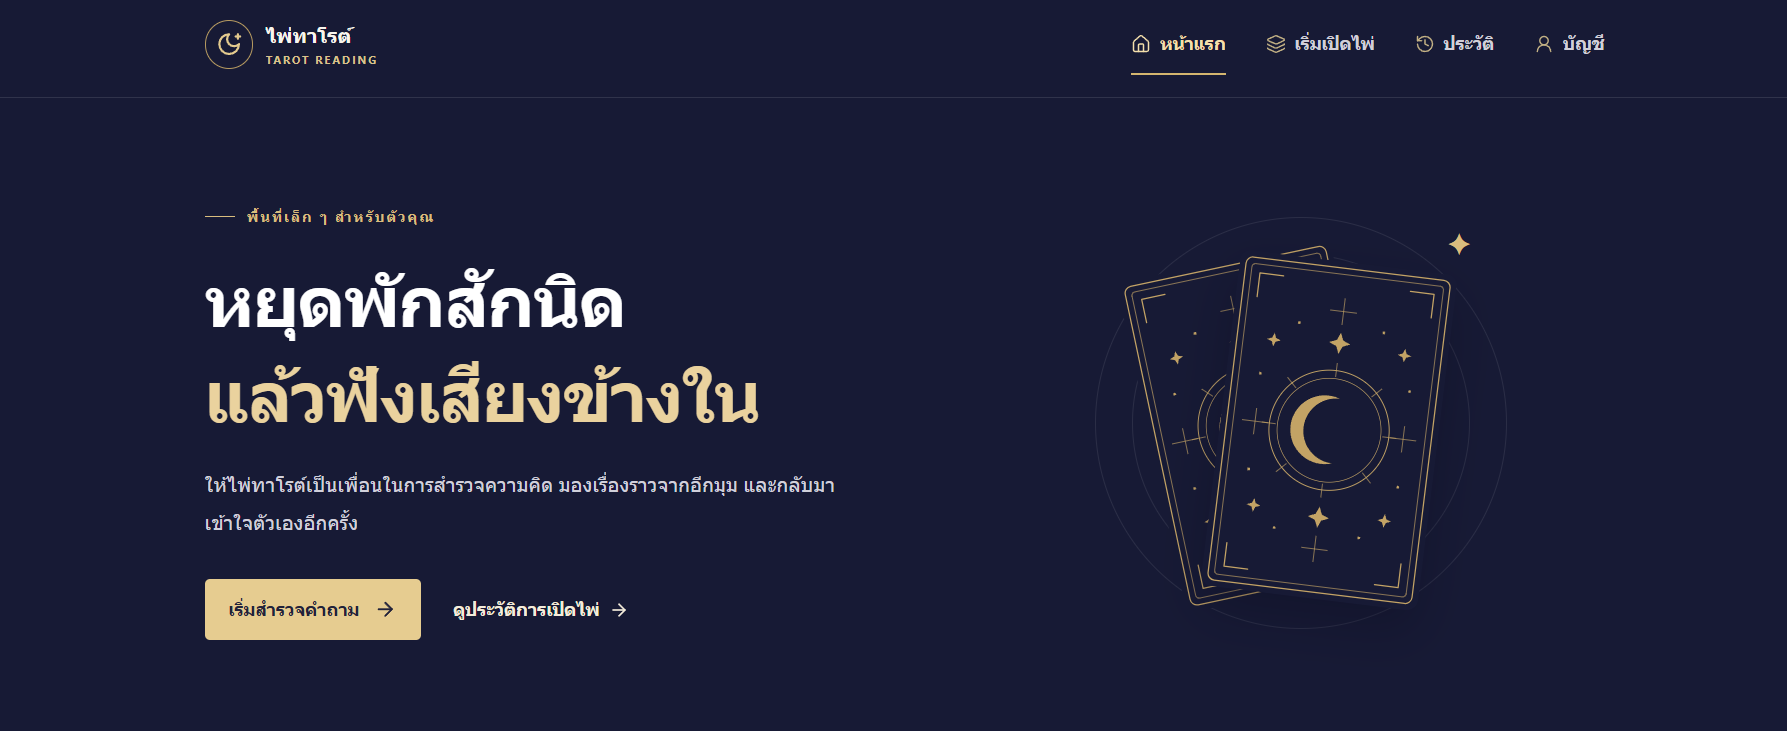 ไพ่ทาโรต์
TAROT READING
หน้าแรก
เริ่มเปิดไพ่
ประวัติ
บัญชี
พื้นที่เล็ก ๆ สำหรับตัวคุณ
หยุดพักสักนิด
แล้วฟังเสียงข้างใน
ให้ไพ่ทาโรต์เป็นเพื่อนในการสำรวจความคิด มองเรื่องราวจากอีกมุม และกลับมา
เข้าใจตัวเองอีกครั้ง
เริ่มสำรวจคำถาม
ดูประวัติการเปิดไพ่